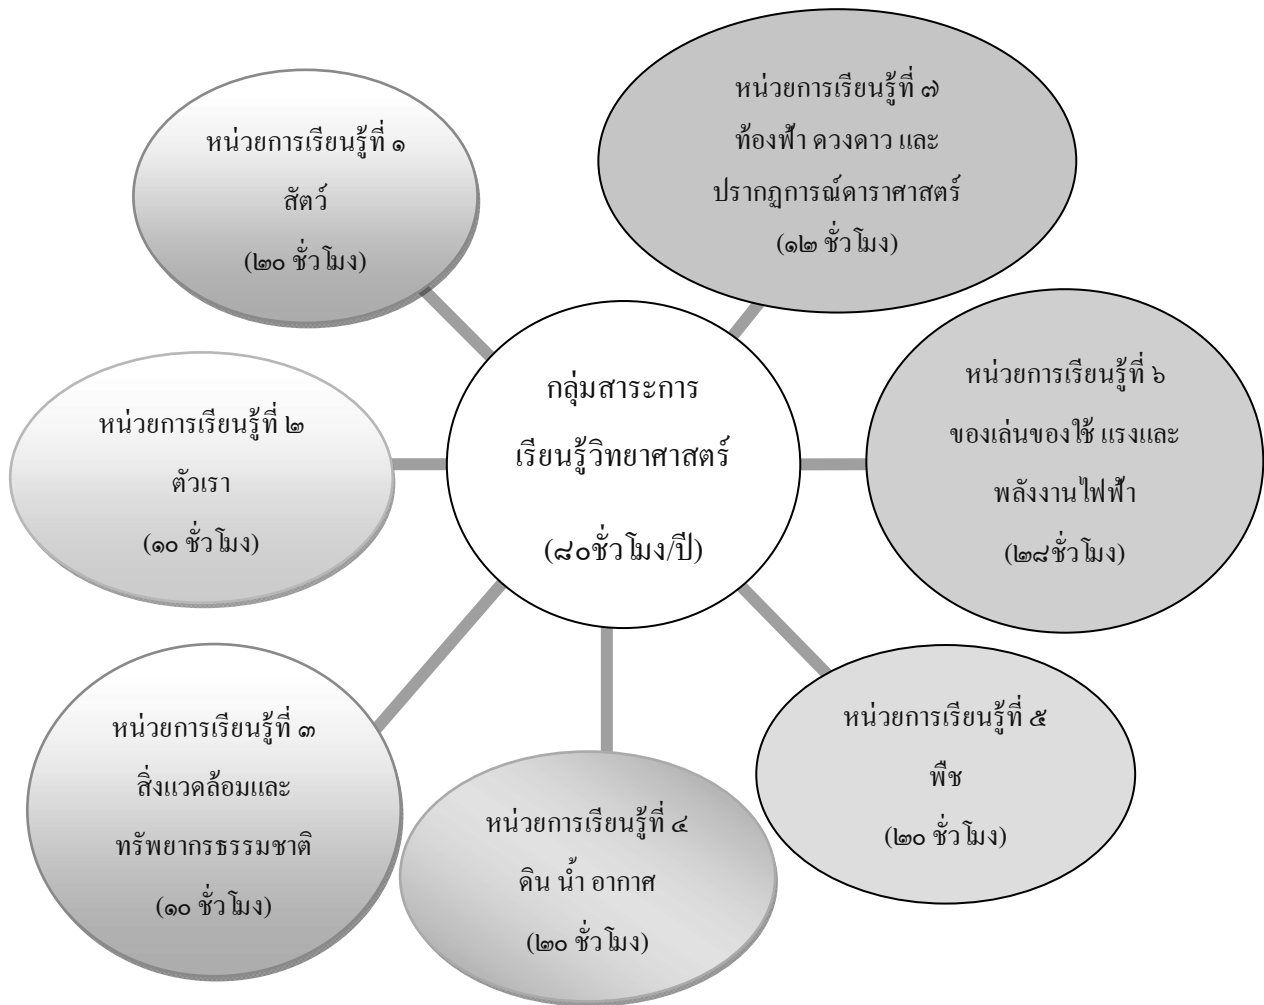 หน่วยการเรียนรู้ที่ ๑
สัตว์
(๒๐ ชั่วโมง)
หน่วยการเรียนรู้ที่ ๗
ท้องฟ้า ดวงดาว และ
ปรากฏการณ์ดาราศาสตร์
(๑๒ ชั่วโมง)
กลุ่มสาระการ
เรียนรู้วิทยาศาสตร์
(๘๐ชั่วโมง/ปี)
หน่วยการเรียนรู้ที่ ๒
ตัวเรา
(๑๐ ชั่วโมง)
หน่วยการเรียนรู้ที่ ๖
ของเล่นของใช้ แรงและ
พลังงานไฟฟ้า
(๒๘ชั่วโมง)
หน่วยการเรียนรู้ที่ ๓
สิ่งแวดล้อมและ
ทรัพยากรธรรมชาติ
(๑๐ ชั่วโมง)
หน่วยการเรียนรู้ที่ ๔
ดิน น้ำ อากาศ
(๒๐ ชั่วโมง)
หน่วยการเรียนรู้ที่ ๕
พืช
(๒๐ ชั่วโมง)